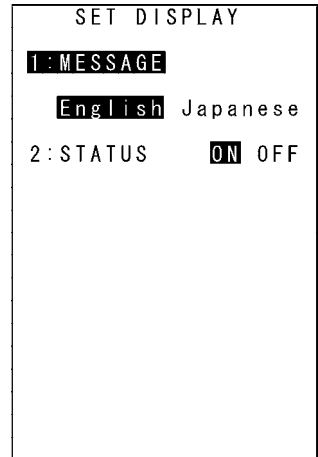 SET DISPLAY
1:MESSAGE
English Japanese
2:STATUS ON OFF